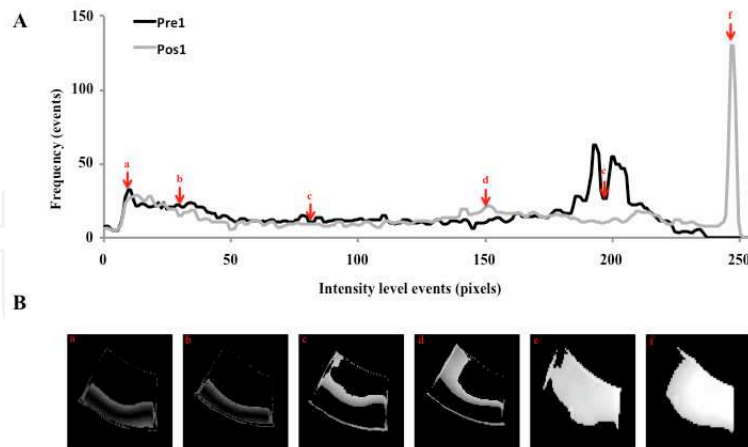 A
150
100
50
0
Frequency (events)
Pre1
Pos1
a
b
c
d
e
f
0
50
100
150
200
250
Intensity level events (pixels)
B
a
b
c
d
e
f